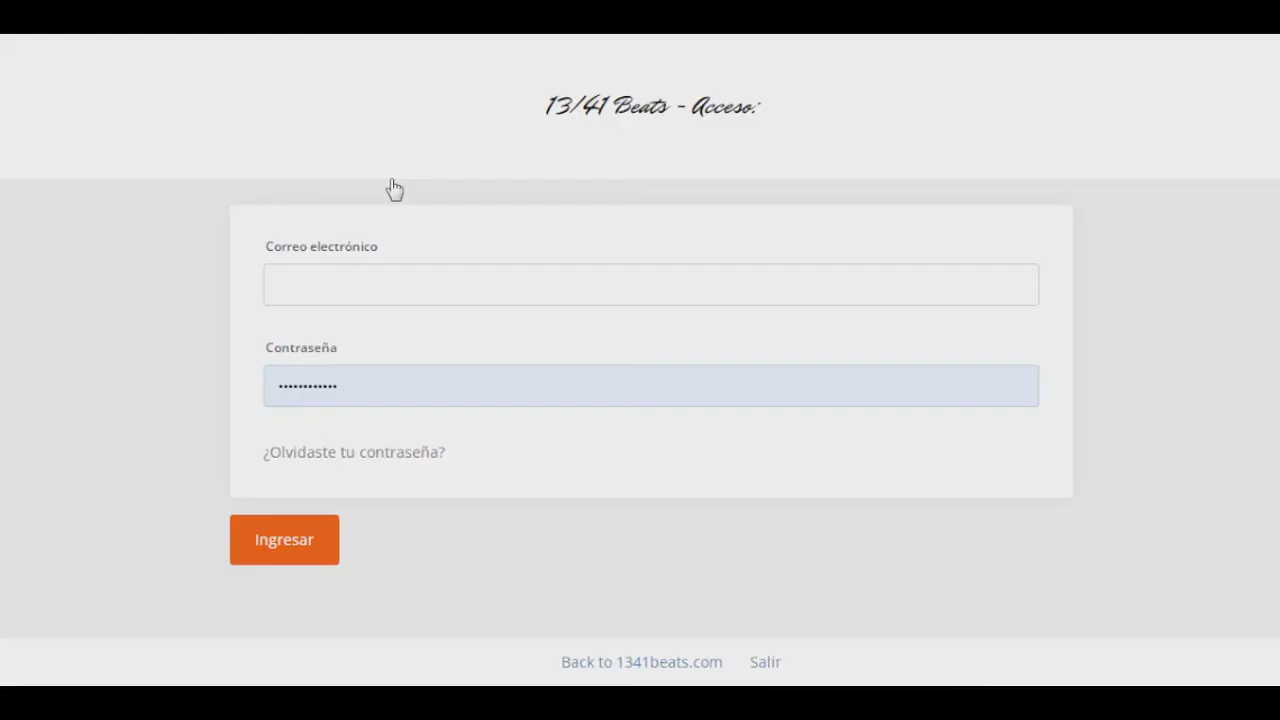 13/41 Beats - Acceso:
Correo electrónico
Contraseña
••••••••••••
¿Olvidaste tu contraseña?
Ingresar
Back to 1341beats.com Salir